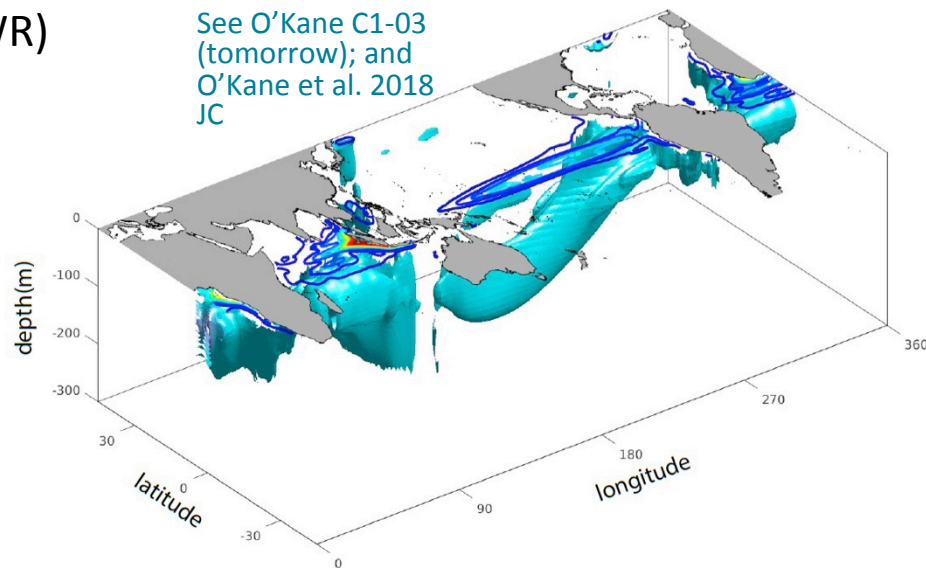 VR)
See O'Kane C1-03
(tomorrow); and
O'Kane et al. 2018
JC
0
-100
-200
-300
depth(m)
30
0
-30
latitude
0
90
180
270
360
longitude